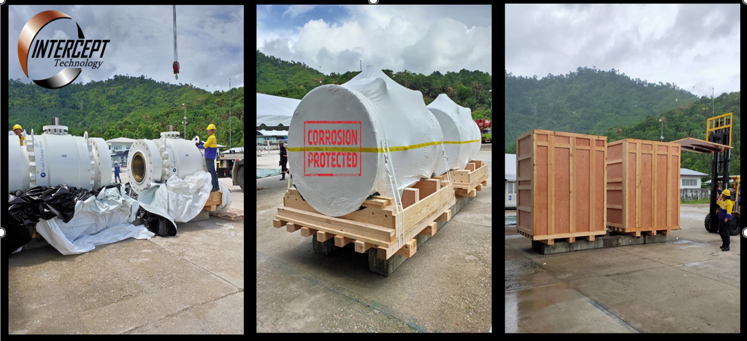 INTERCEPT
Technology
CORROSION
PROTECTED